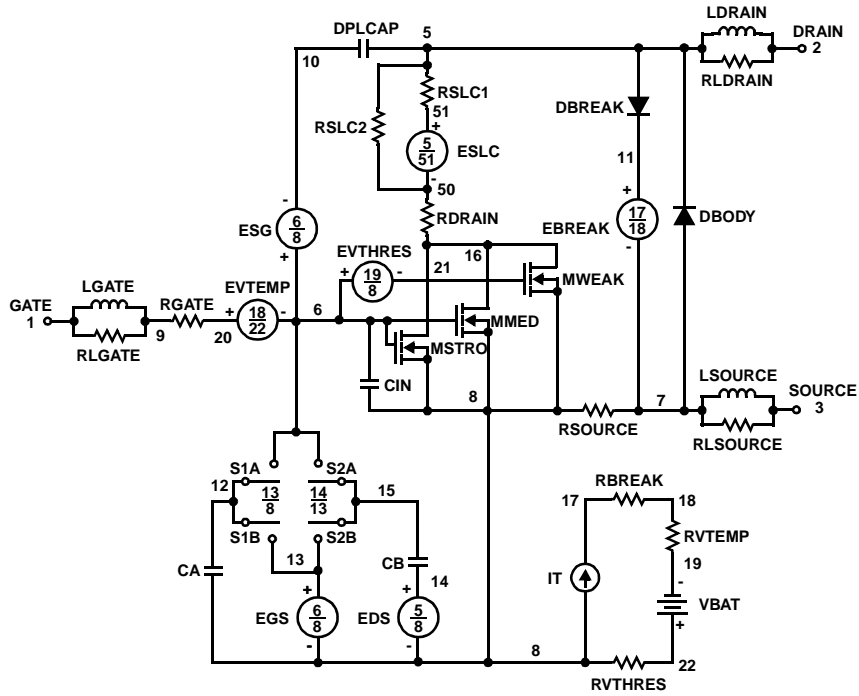 LDRAIN
DPLCAP 5 DRAIN
10 2
RSLC1 RLDRAIN
51
+
RSLC2 5/51 ESLC
DBREAK
-
50
11
-
ESG 6/8
+
RDRAIN
+
EBREAK 17/18
-
DBODY
EVTHRES
16
+ 19/8 - 21
MWEAK
LGATE
EVTEMP
GATE
1
RGATE
+ 18/22 -
6
MMED
9
20
RLGATE
MSTRO
CIN
8
LSOURCE
7
SOURCE
3
RSOURCE
RLSOURCE
S1A S2A
12 13/8 14/13 15
S1B S2B
13
CA
CB
14
+ +
EGS 6/8 EDS 5/8
- -
RBREAK
17 18
RVTEMP
19
IT
-
VBAT
+
8
22
RVTHRES